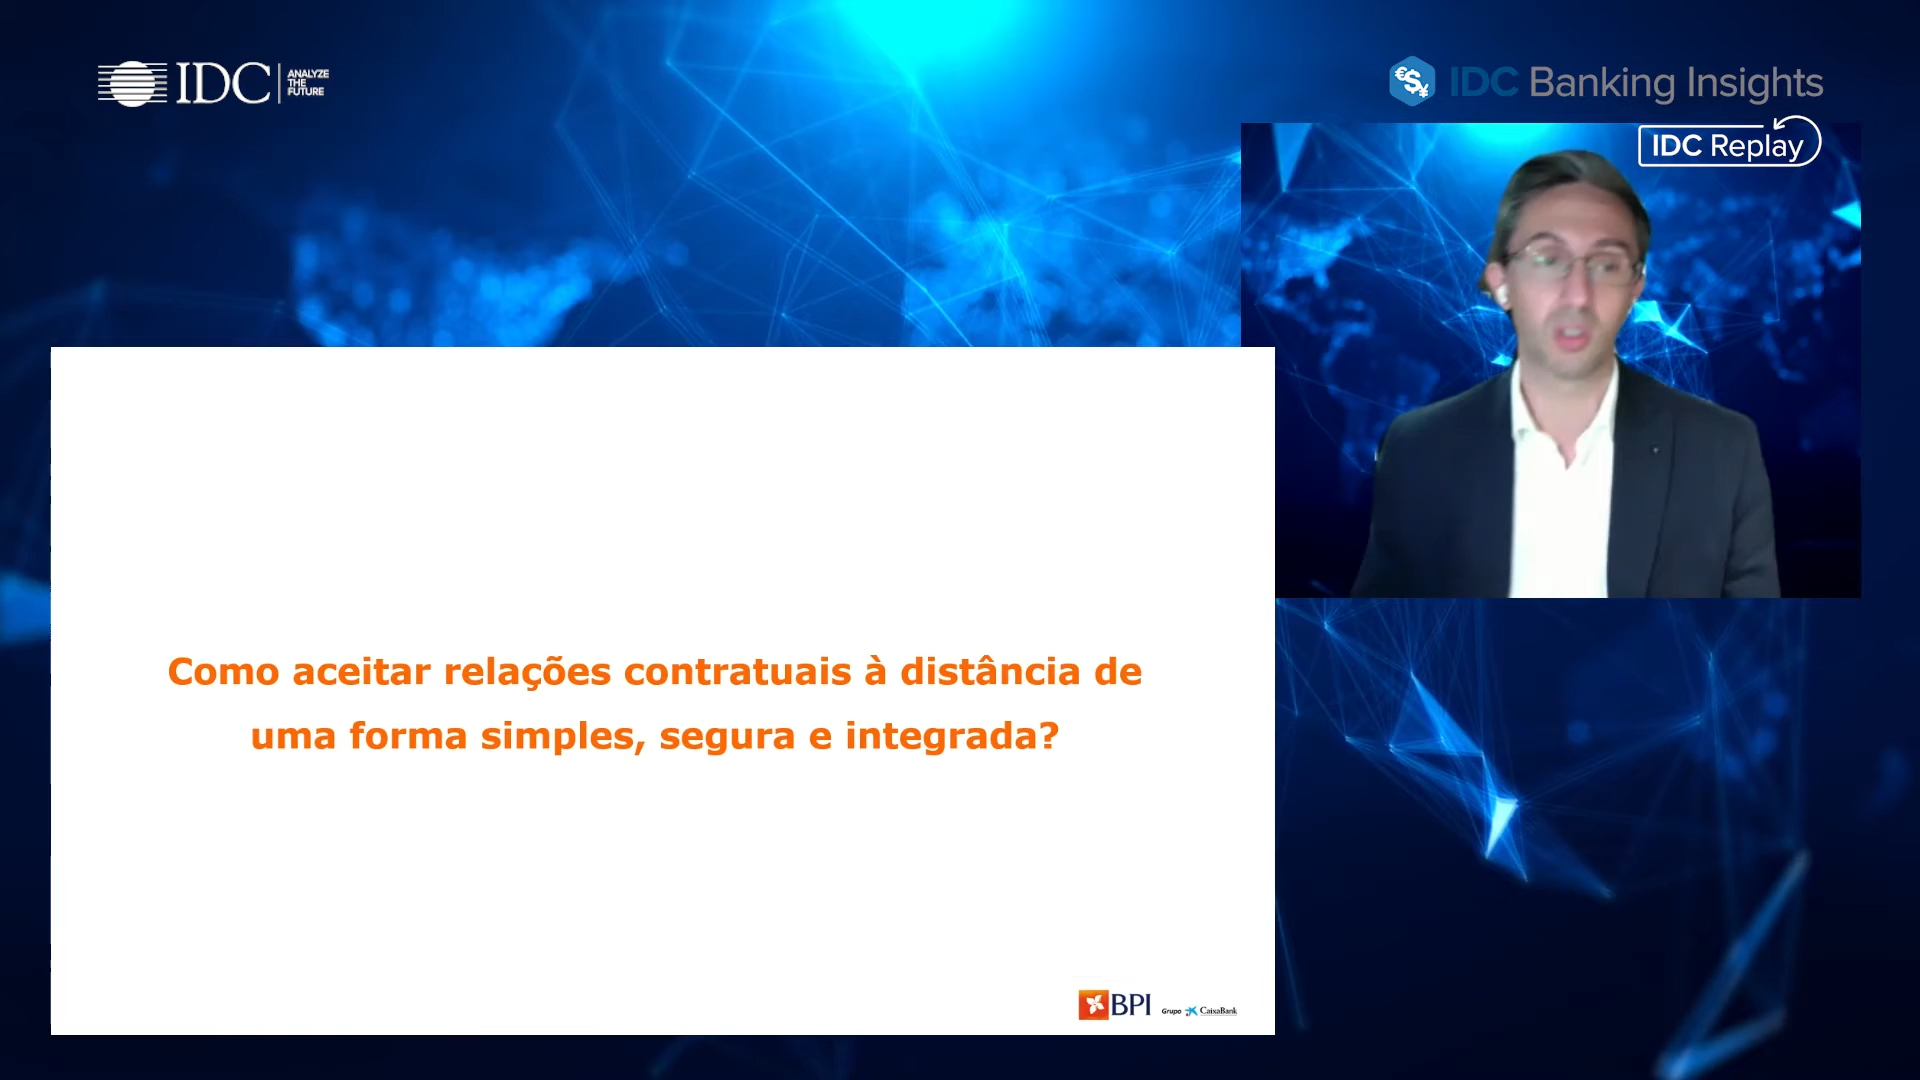 IDC
ANALYZE
THE
FUTURE
IDC Banking Insights
IDC Replay
Como aceitar relações contratuais à distância de
uma forma simples, segura e integrada?
BPI
Grupo CaixaBank